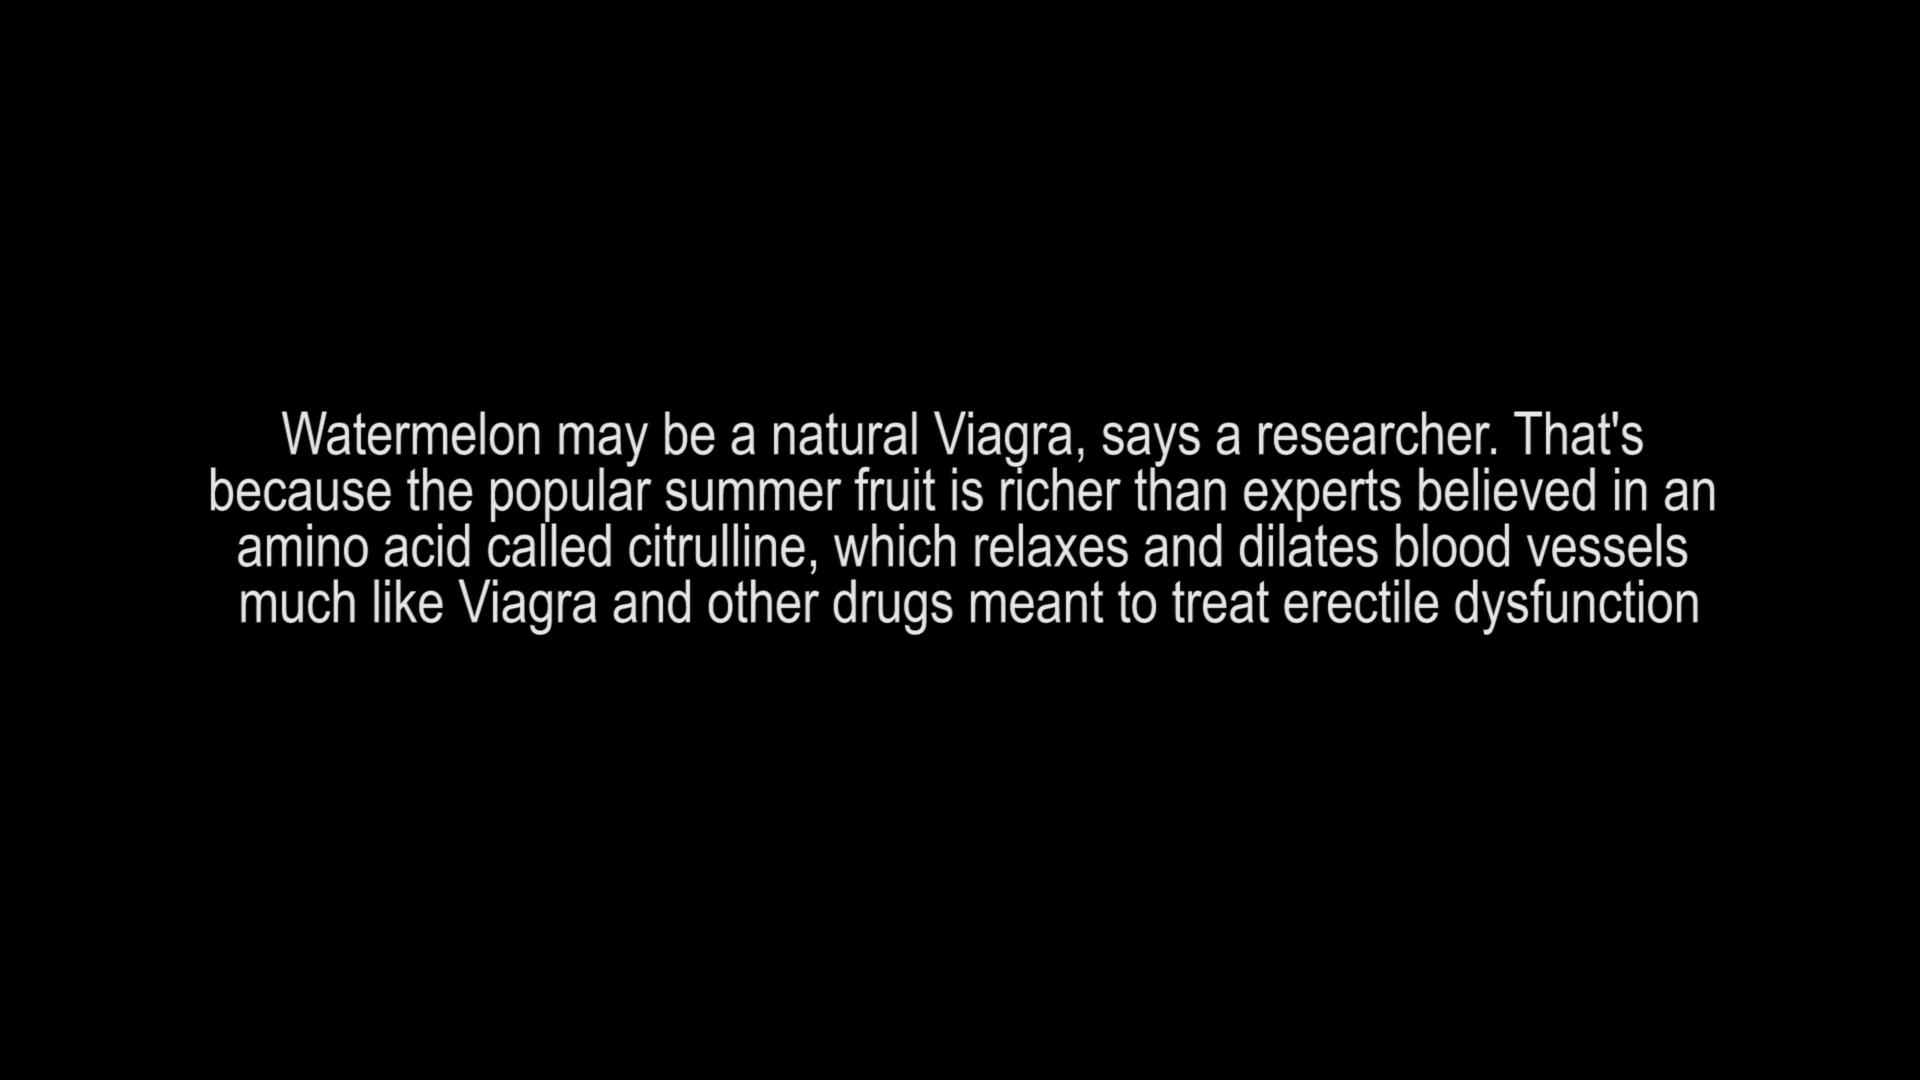 Watermelon may be a natural Viagra, says a researcher. That's
because the popular summer fruit is richer than experts believed in an
amino acid called citrulline, which relaxes and dilates blood vessels
much like Viagra and other drugs meant to treat erectile dysfunction